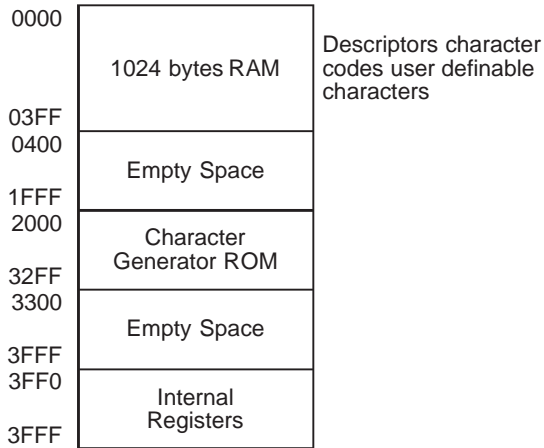 0000
1024 bytes RAM
Descriptors character
codes user definable
characters
03FF
0400
Empty Space
1FFF
2000
Character
Generator ROM
32FF
3300
Empty Space
3FFF
3FF0
Internal
Registers
3FFF